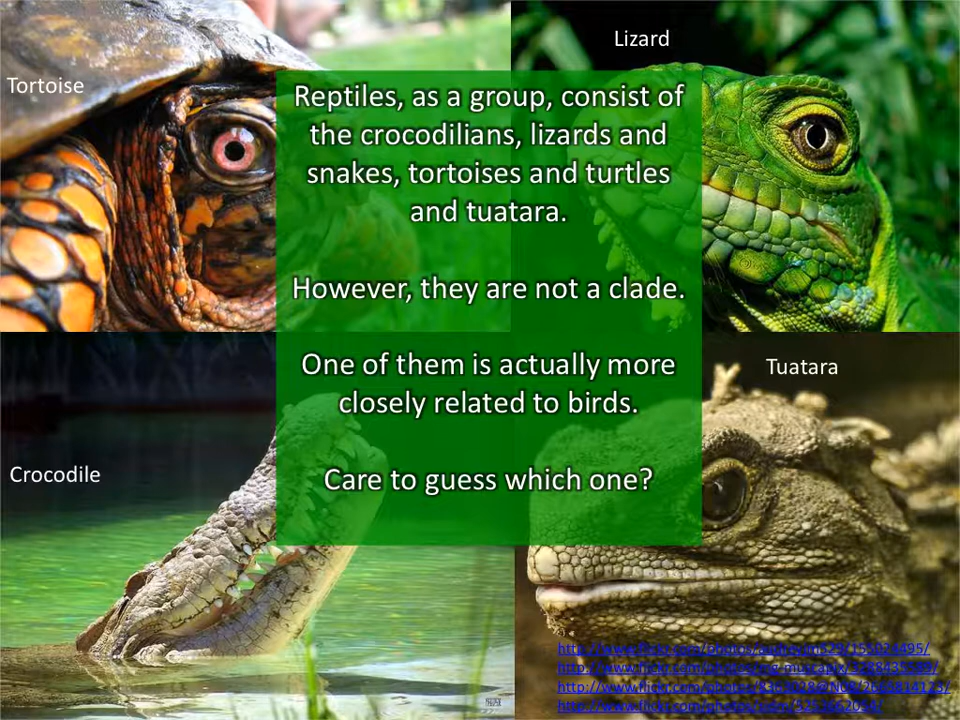 Tortoise
Lizard
Reptiles, as a group, consist of
the crocodilians, lizards and
snakes, tortoises and turtles
and tuatara.
However, they are not a clade.
One of them is actually more
closely related to birds.
Care to guess which one?
Tuatara
Crocodile